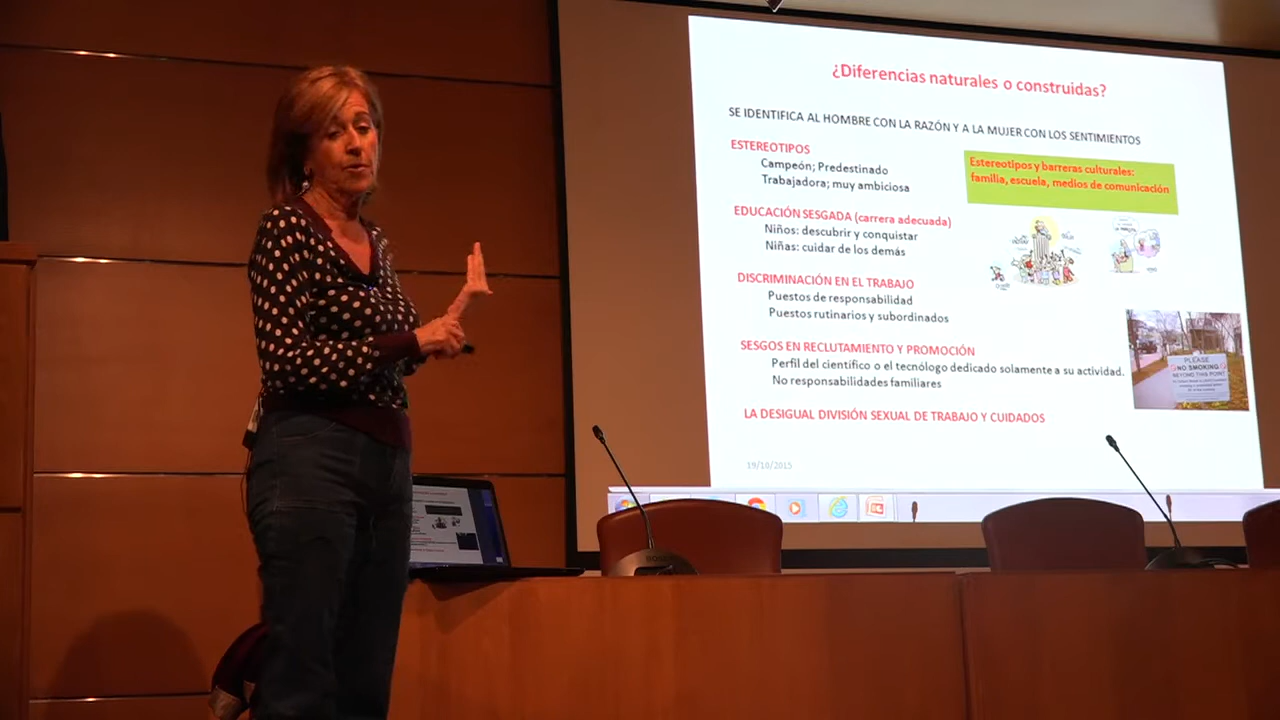 ¿Diferencias naturales o construidas?
SE IDENTIFICA AL HOMBRE CON LA RAZÓN Y A LA MUJER CON LOS SENTIMIENTOS
ESTEREOTIPOS
Campeón; Predestinado
Trabajadora; muy ambiciosa
Estereotipos y barreras culturales:
familia, escuela, medios de comunicación
EDUCACIÓN SESGADA (carrera adecuada)
Niños: descubrir y conquistar
Niñas: cuidar de los demás
DISCRIMINACIÓN EN EL TRABAJO
Puestos de responsabilidad
Puestos rutinarios y subordinados
SESGOS EN RECLUTAMIENTO Y PROMOCIÓN
Perfil del científico o el tecnólogo dedicado solamente a su actividad.
No responsabilidades familiares
PLEASE
NO SMOKING
BEYOND THIS POINT
LA DESIGUAL DIVISIÓN SEXUAL DE TRABAJO Y CUIDADOS
19/10/2015